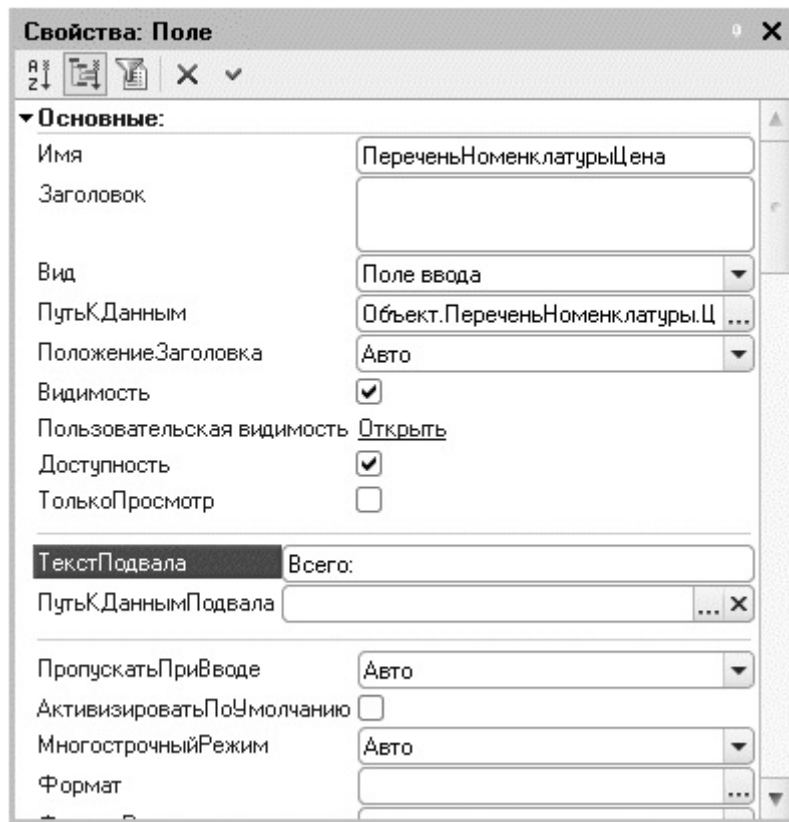 Свойства: Поле
Основные:
Имя ПереченьНоменклатурыЦена
Заголовок
Вид Поле ввода
ПутьКДанным Объект.ПереченьНоменклатуры.Ц ...
ПоложениеЗаголовка Авто
Видимость
Пользовательская видимость Открыть
Доступность
ТолькоПросмотр
ТекстПодвала Всего:
ПутьКДаннымПодвала ...
ПропускатьПриВводе Авто
АктивизироватьПоУмолчанию
МногострочныйРежим Авто
Формат ...